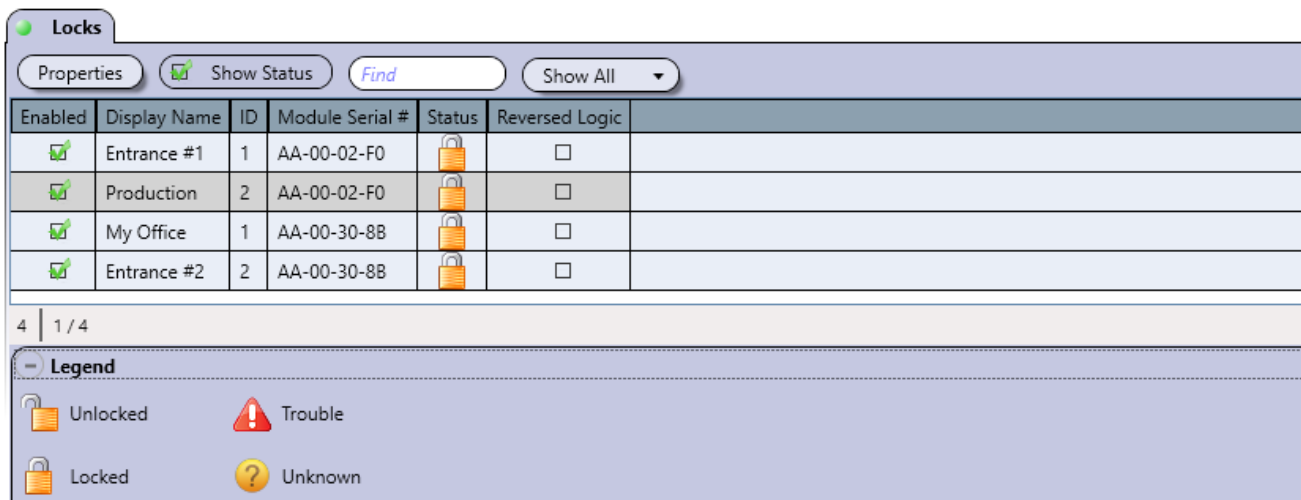 Locks
Properties Show Status Find Show All
Enabled Display Name ID Module Serial # Status Reversed Logic
Entrance #1 1 AA-00-02-F0
Production 2 AA-00-02-F0
My Office 1 AA-00-30-8B
Entrance #2 2 AA-00-30-8B
4 1 / 4
Legend
Unlocked Trouble
Locked Unknown